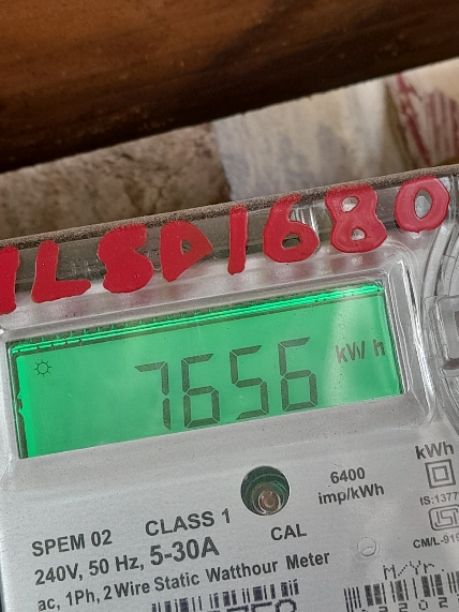 LSD1680
7656 kWh
6400
imp/kWh
kWh
SPEM 02 CLASS 1
CAL
240V, 50 Hz, 5-30A
ac, 1Ph, 2 Wire Static Watthour Meter
M/Yr.